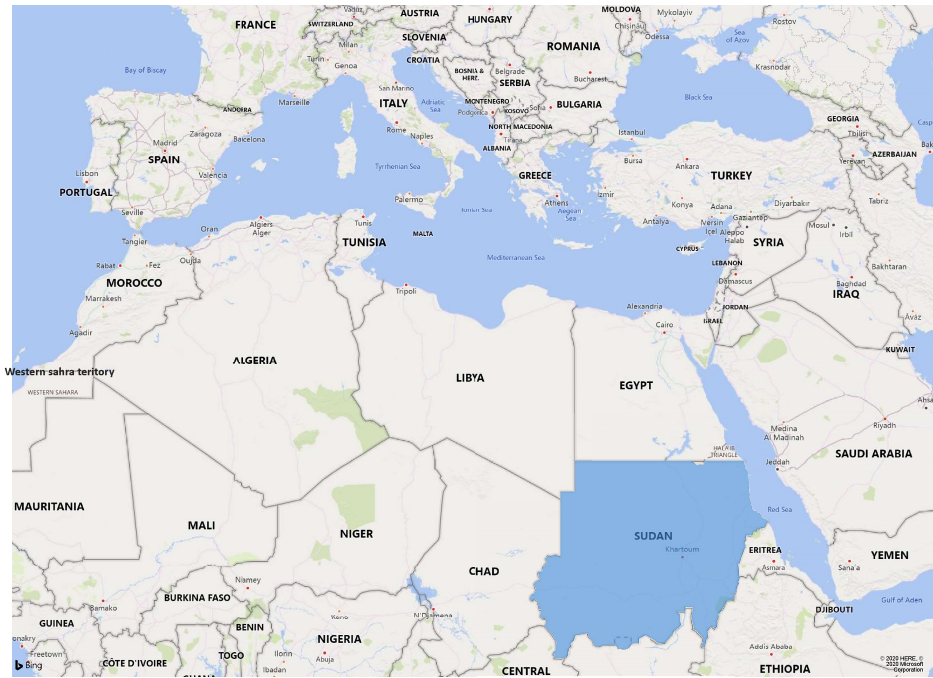 FRANCE
SWITZERLAND
Vaduz
AUSTRIA
HUNGARY
MOLDOVA
Chișinău
Mykolayiv
Odessa
Rostov
Sea
of Azov
Krasnodar
SLOVENIA
CROATIA
ROMANIA
Milan
Turin
Genoa
BOSNIA &
HERZ.
Belgrade
SERBIA
Bucharest
Bay of Biscay
San Marino
ITALY
Adriatic
Sea
MONTENEGRO
Podgorica
KOSOVO
Sofia
BULGARIA
Black Sea
Marseille
ANDORRA
GEORGIA
Tbilisi
NORTH MACEDONIA
Tirana
ALBANIA
Rome
Naples
Istanbul
Zaragoza
Barcelona
Madrid
SPAIN
Valencia
Lisbon
PORTUGAL
Seville
Tyrrhenian Sea
Palermo
Ionian Sea
GREECE
Athens
Aegean
Sea
Bursa
Ankara
TURKEY
Izmir
Konya
Antalya
Adana
Mersin
İçel
Gaziantep
Diyarbakır
Yerevan
AZERBAIJAN
Tabriz
Aleppo
Halab
SYRIA
Mosul
Irbil
Tangier
Oran
Algiers
Alger
Tunis
TUNISIA
MALTA
Mediterranean Sea
CYPRUS
LEBANON
Damascus
Bakhtaran
Baghdad
IRAQ
Rabat
Fez
Oujda
MOROCCO
Marrakesh
Agadir
Tripoli
Alexandria
Cairo
ISRAEL
JORDAN
Ahvāz
KUWAIT
Western sahra teritory
WESTERN SAHARA
ALGERIA
LIBYA
EGYPT
Medina
Al Madinah
Riyadh
HALA'IB
TRIANGLE
Jeddah
SAUDI ARABIA
MAURITANIA
MALI
NIGER
CHAD
SUDAN
Khartoum
Red Sea
ERITREA
Asmara
YEMEN
Sana'a
Gulf of Aden
DJIBOUTI
Niamey
BURKINA FASO
Bamako
GUINEA
Freetown
BENIN
TOGO
CÔTE D'IVOIRE
Kano
NIGERIA
Ilorin
Abuja
Ibadan
N'Djamena
CENTRAL
Addis Ababa
ETHIOPIA
Bing
© 2020 HERE, ©
2020 Microsoft
Corporation